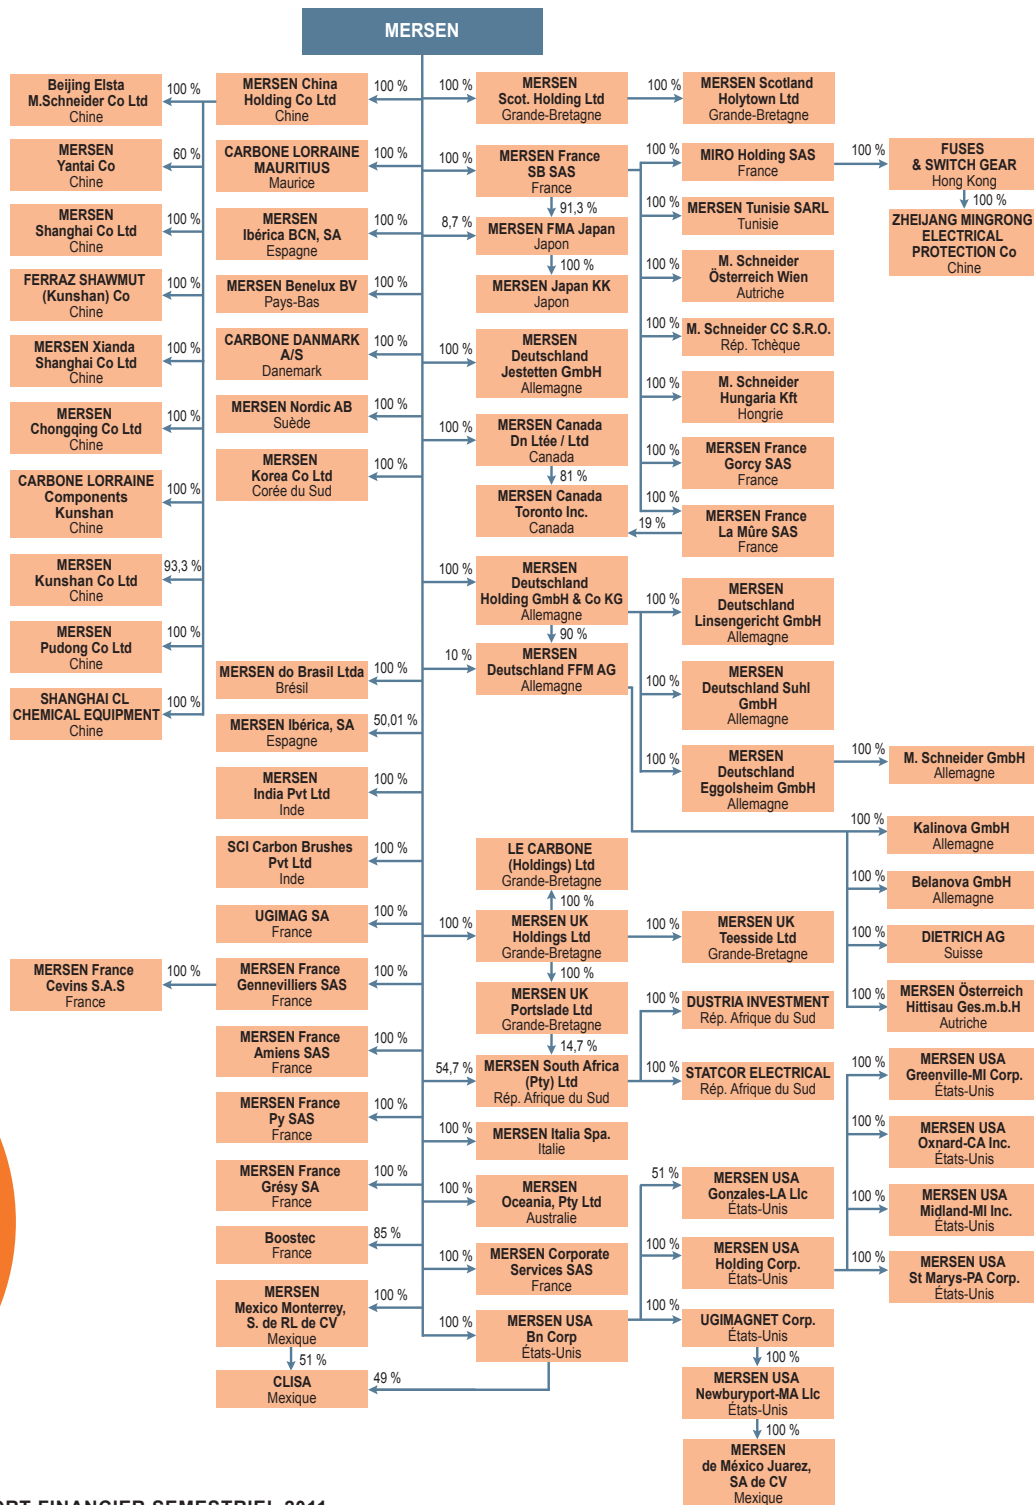 MERSEN
Beijing Elsta
M.Schneider Co Ltd
Chine
100 %
MERSEN
Yantai Co
Chine
60 %
MERSEN
Shanghai Co Ltd
Chine
100 %
FERRAZ SHAWMUT
(Kunshan) Co
Chine
100 %
MERSEN Xianda
Shanghai Co Ltd
Chine
100 %
MERSEN
Chongqing Co Ltd
Chine
100 %
CARBONE LORRAINE
Components
Kunshan
Chine
100 %
MERSEN
Kunshan Co Ltd
Chine
93,3 %
MERSEN
Pudong Co Ltd
Chine
100 %
SHANGHAI CL
CHEMICAL EQUIPMENT
Chine
100 %
MERSEN France
Cevins S.A.S
France
100 %
MERSEN China
Holding Co Ltd
Chine
100 %
CARBONE LORRAINE
MAURITIUS
Maurice
100 %
MERSEN
Ibérica BCN, SA
Espagne
100 %
MERSEN Benelux BV
Pays-Bas
100 %
CARBONE DANMARK
A/S
Danemark
100 %
MERSEN Nordic AB
Suède
100 %
MERSEN
Korea Co Ltd
Corée du Sud
100 %
MERSEN do Brasil Ltda
Brésil
100 %
MERSEN Ibérica, SA
Espagne
50,01 %
MERSEN
India Pvt Ltd
Inde
100 %
SCI Carbon Brushes
Pvt Ltd
Inde
100 %
UGIMAG SA
France
100 %
MERSEN France
Gennevilliers SAS
France
100 %
MERSEN France
Amiens SAS
France
100 %
MERSEN France
Py SAS
France
100 %
MERSEN France
Grésy SA
France
100 %
Boostec
France
85 %
MERSEN
Mexico Monterrey,
S. de RL de CV
Mexique
100 %
51 %
CLISA
Mexique
49 %
100 %
MERSEN
Scot. Holding Ltd
Grande-Bretagne
100 %
MERSEN Scotland
Holytown Ltd
Grande-Bretagne
100 %
MERSEN France
SB SAS
France
91,3 %
8,7 %
MERSEN FMA Japan
Japon
100 %
MERSEN Japan KK
Japon
100 %
MERSEN
Deutschland
Jestetten GmbH
Allemagne
100 %
MERSEN Canada
Dn Ltée / Ltd
Canada
81 %
MERSEN Canada
Toronto Inc.
Canada
19 %
100 %
MERSEN
Deutschland
Holding GmbH & Co KG
Allemagne
90 %
10 %
MERSEN
Deutschland FFM AG
Allemagne
LE CARBONE
(Holdings) Ltd
Grande-Bretagne
100 %
100 %
MERSEN UK
Holdings Ltd
Grande-Bretagne
100 %
MERSEN UK
Teesside Ltd
Grande-Bretagne
100 %
MERSEN UK
Portslade Ltd
Grande-Bretagne
14,7 %
54,7 %
MERSEN South Africa
(Pty) Ltd
Rép. Afrique du Sud
100 %
DUSTRIA INVESTMENT
Rép. Afrique du Sud
100 %
STATCOR ELECTRICAL
Rép. Afrique du Sud
100 %
MERSEN Italia Spa.
Italie
100 %
MERSEN
Oceania, Pty Ltd
Australie
100 %
MERSEN Corporate
Services SAS
France
100 %
MERSEN USA
Bn Corp
États-Unis
100 %
MIRO Holding SAS
France
100 %
FUSES
& SWITCH GEAR
Hong Kong
100 %
ZHEIJANG MINGRONG
ELECTRICAL
PROTECTION Co
Chine
100 %
MERSEN Tunisie SARL
Tunisie
100 %
M. Schneider
Österreich Wien
Autriche
100 %
M. Schneider CC S.R.O.
Rép. Tchèque
100 %
M. Schneider
Hungaria Kft
Hongrie
100 %
MERSEN France
Gorcy SAS
France
100 %
MERSEN France
La Mûre SAS
France
100 %
MERSEN
Deutschland
Linsengericht GmbH
Allemagne
100 %
MERSEN
Deutschland Suhl
GmbH
Allemagne
100 %
MERSEN
Deutschland
Eggolsheim GmbH
Allemagne
100 %
M. Schneider GmbH
Allemagne
100 %
Kalinova GmbH
Allemagne
100 %
Belanova GmbH
Allemagne
100 %
DIETRICH AG
Suisse
100 %
MERSEN Österreich
Hittisau Ges.m.b.H
Autriche
51 %
MERSEN USA
Gonzales-LA Llc
États-Unis
100 %
MERSEN USA
Holding Corp.
États-Unis
100 %
MERSEN USA
Greenville-MI Corp.
États-Unis
100 %
MERSEN USA
Oxnard-CA Inc.
États-Unis
100 %
MERSEN USA
Midland-MI Inc.
États-Unis
100 %
MERSEN USA
St Marys-PA Corp.
États-Unis
100 %
UGIMAGNET Corp.
États-Unis
100 %
MERSEN USA
Newburyport-MA Llc
États-Unis
100 %
MERSEN
de México Juarez,
SA de CV
Mexique
FINANCIER SEMESTRIEL 2011